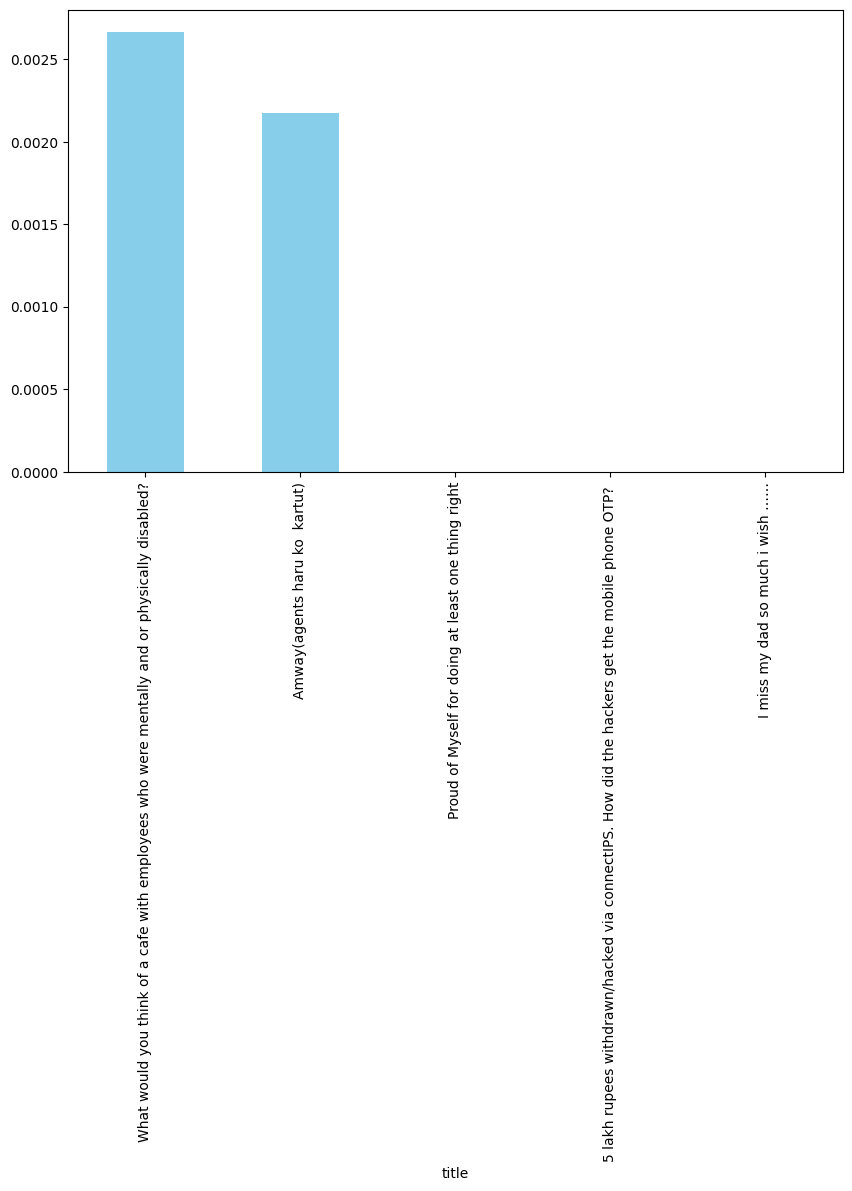 0.0025
0.0020
0.0015
0.0010
0.0005
0.0000
What would you think of a cafe with employees who were mentally and or physically disabled?
Amway(agents haru ko  kartut)
Proud of Myself for doing at least one thing right
5 lakh rupees withdrawn/hacked via connectIPS. How did the hackers get the mobile phone OTP?
I miss my dad so much i wish ......
title